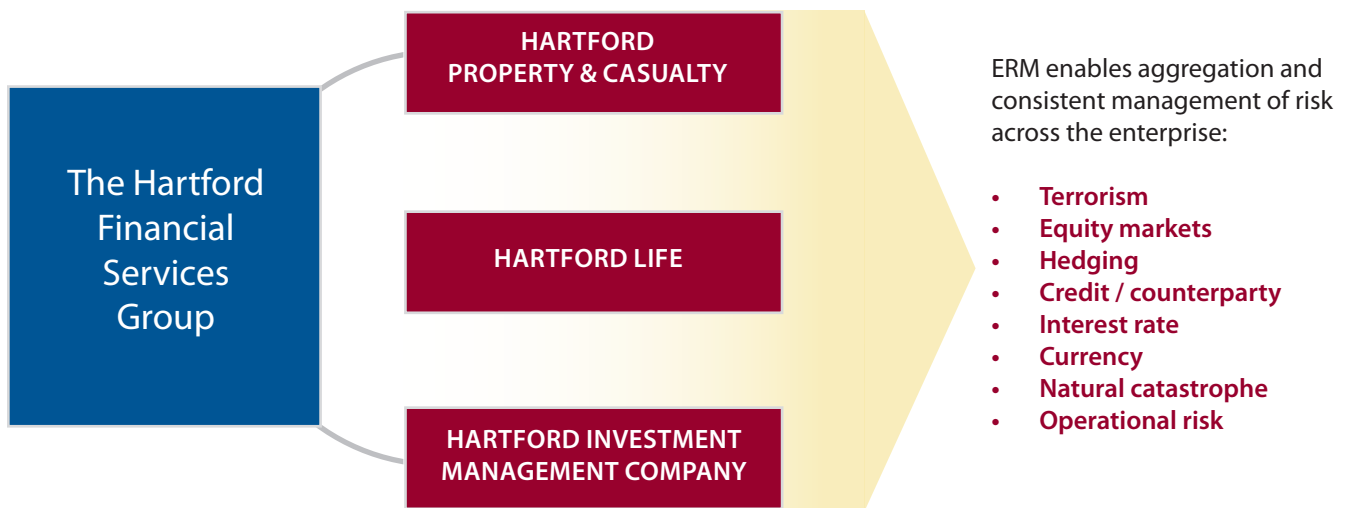 The Hartford
Financial
Services
Group
HARTFORD
PROPERTY & CASUALTY
HARTFORD LIFE
HARTFORD INVESTMENT
MANAGEMENT COMPANY
ERM enables aggregation and
consistent management of risk
across the enterprise:
• Terrorism
• Equity markets
• Hedging
• Credit / counterparty
• Interest rate
• Currency
• Natural catastrophe
• Operational risk